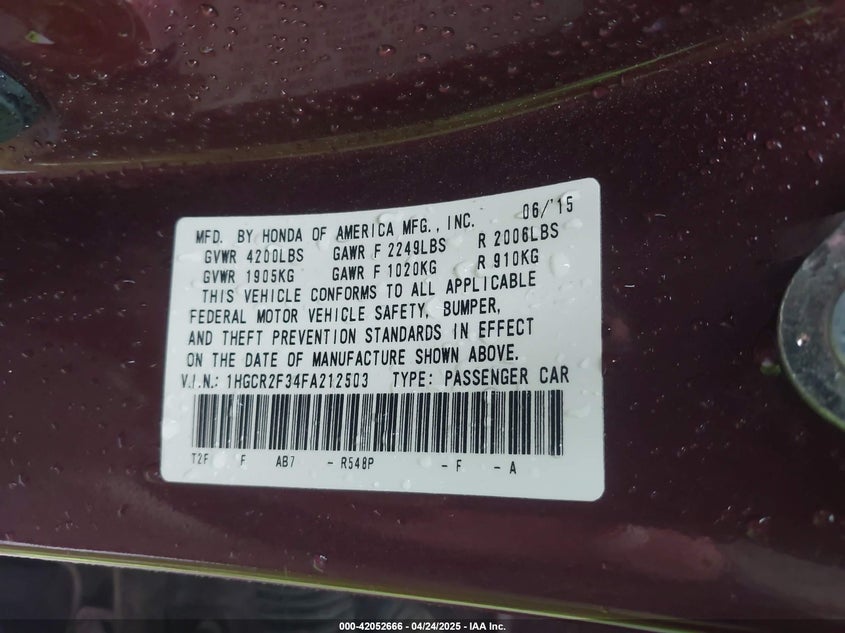 MFD. BY HONDA OF AMERICA MFG., INC. 06/'15
GVWR 4200LBS GAWR F 2249LBS R 2006LBS
GVWR 1905KG GAWR F 1020KG R 910KG
THIS VEHICLE CONFORMS TO ALL APPLICABLE
FEDERAL MOTOR VEHICLE SAFETY, BUMPER,
AND THEFT PREVENTION STANDARDS IN EFFECT
ON THE DATE OF MANUFACTURE SHOWN ABOVE.
V.I.N.: 1HGCR2F34FA212503 TYPE: PASSENGER CAR
T2F F AB7 - R548P - F - A
000-42052666 - 04/24/2025 - IAA Inc.